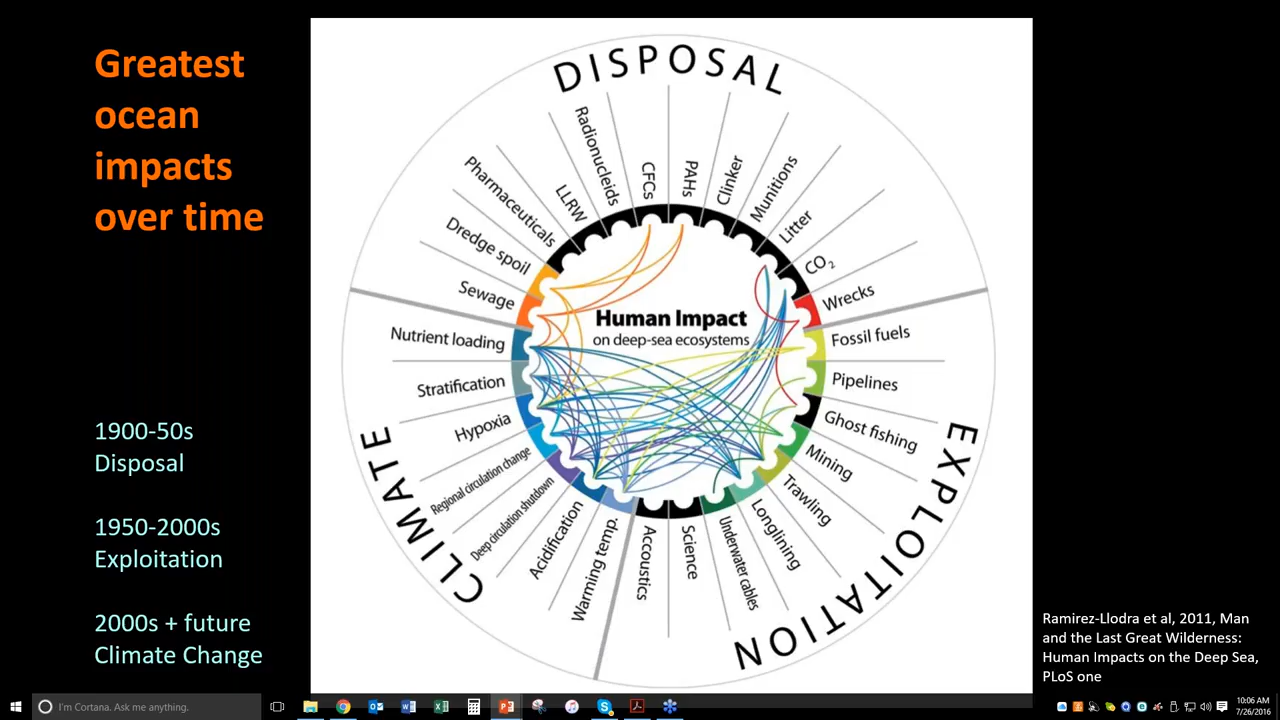 Greatest
ocean
impacts
over time
1900-50s
Disposal
1950-2000s
Exploitation
2000s + future
Climate Change
DISPOSAL
Sewage
Dredge spoil
Pharmaceuticals
LLRW
Radionucleids
CFCs
PAHs
Clinker
Munitions
Litter
CO₂
Wrecks
EXPLOITATION
Fossil fuels
Pipelines
Ghost fishing
Mining
Trawling
Longlining
Underwater cables
Science
Accoustics
CLIMATE
Warming temp.
Acidification
Deep circulation shutdown
Regional circulation change
Hypoxia
Stratification
Nutrient loading
Human Impact
on deep-sea ecosystems
Ramirez-Llodra et al, 2011, Man
and the Last Great Wilderness:
Human Impacts on the Deep Sea,
PLoS one
I'm Cortana. Ask me anything.
10:06 AM
7/26/2016